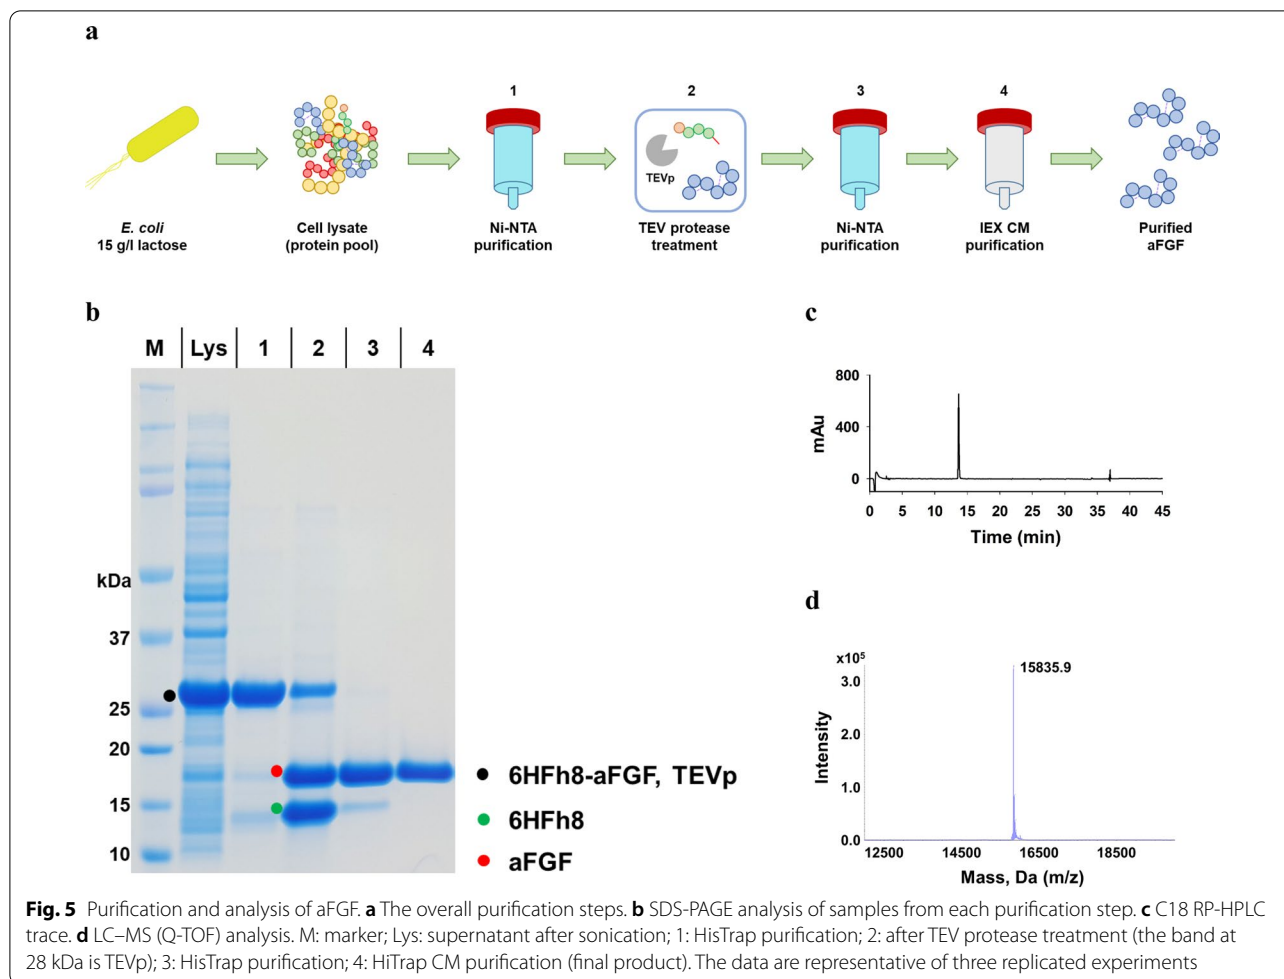 a
1
2
3
4
TEVp
E. coli
15 g/l lactose
Cell lysate
(protein pool)
Ni-NTA
purification
TEV protease
treatment
Ni-NTA
purification
IEX CM
purification
Purified
aFGF
b
M Lys 1 2 3 4
kDa
37
25
20
15
10
6HFh8-aFGF, TEVp
6HFh8
aFGF
c
800
400
0
mAu
0 5 10 15 20 25 30 35 40 45
Time (min)
d
x10⁵
3.0
2.0
1.0
0.0
Intensity
15835.9
12500 14500 16500 18500
Mass, Da (m/z)
Fig. 5 Purification and analysis of aFGF. a The overall purification steps. b SDS-PAGE analysis of samples from each purification step. c C18 RP-HPLC
trace. d LC–MS (Q-TOF) analysis. M: marker; Lys: supernatant after sonication; 1: HisTrap purification; 2: after TEV protease treatment (the band at
28 kDa is TEVp); 3: HisTrap purification; 4: HiTrap CM purification (final product). The data are representative of three replicated experiments